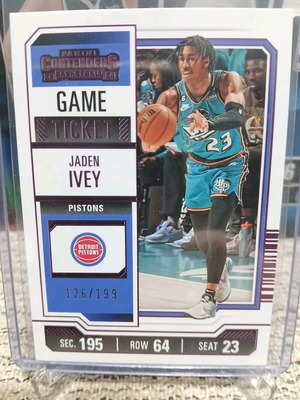 PANINI
CONTENDERS
BASKETBALL
GAME
TICKET
JADEN
IVEY
PISTONS
DETROIT PISTONS
126/199
23
SEC. 195 | ROW 64 | SEAT 23